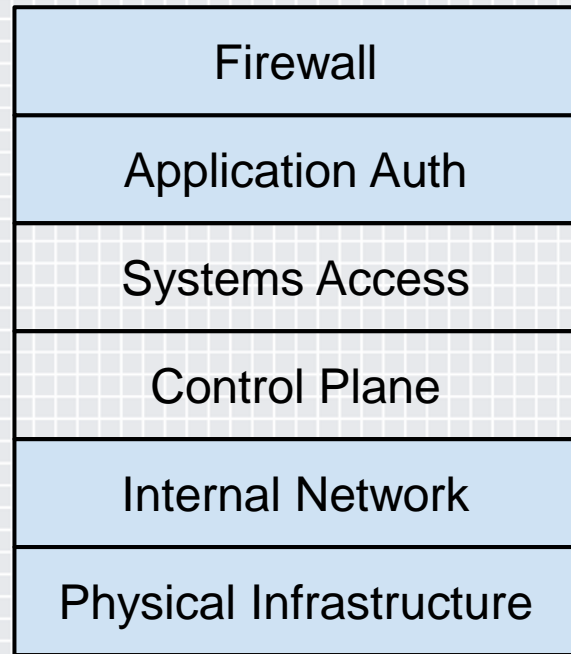 Firewall
Application Auth
Systems Access
Control Plane
Internal Network
Physical Infrastructure